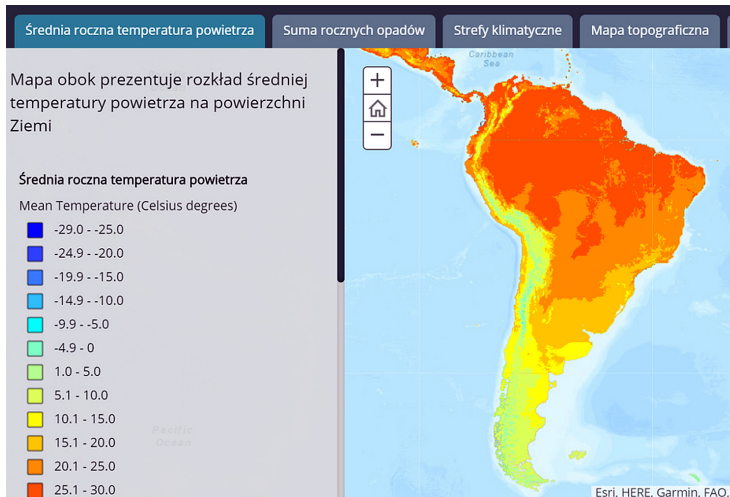 Średnia roczna temperatura powietrza
Suma rocznych opadów
Strefy klimatyczne
Mapa topograficzna
Mapa obok prezentuje rozkład średniej
temperatury powietrza na powierzchni
Ziemi
Średnia roczna temperatura powietrza
Mean Temperature (Celsius degrees)
-29.0 - -25.0
-24.9 - -20.0
-19.9 - -15.0
-14.9 - -10.0
-9.9 - -5.0
-4.9 - 0
1.0 - 5.0
5.1 - 10.0
10.1 - 15.0
15.1 - 20.0
20.1 - 25.0
25.1 - 30.0
Pacific
Ocean
Caribbean
Sea
+
−
Esri, HERE, Garmin, FAO,